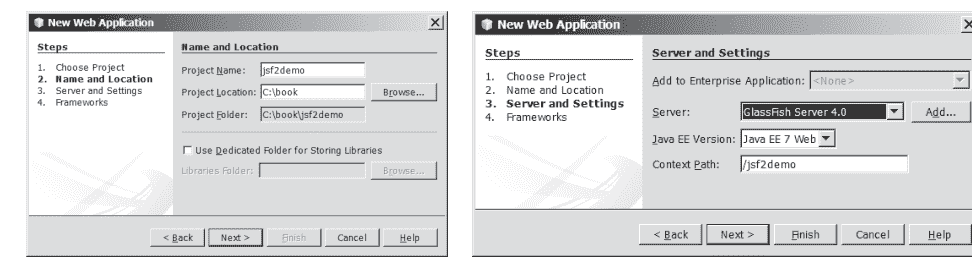 New Web Application
Steps
1. Choose Project
2. Name and Location
3. Server and Settings
4. Frameworks
Name and Location
Project Name: jsf2demo
Project Location: C:\book Browse...
Project Folder: C:\book\jsf2demo
Use Dedicated Folder for Storing Libraries
Libraries Folder: Browse...
< Back Next > Finish Cancel Help
New Web Application
Steps
1. Choose Project
2. Name and Location
3. Server and Settings
4. Frameworks
Server and Settings
Add to Enterprise Application: <None>
Server: GlassFish Server 4.0 Add...
Java EE Version: Java EE 7 Web
Context Path: /jsf2demo
< Back Next > Finish Cancel Help